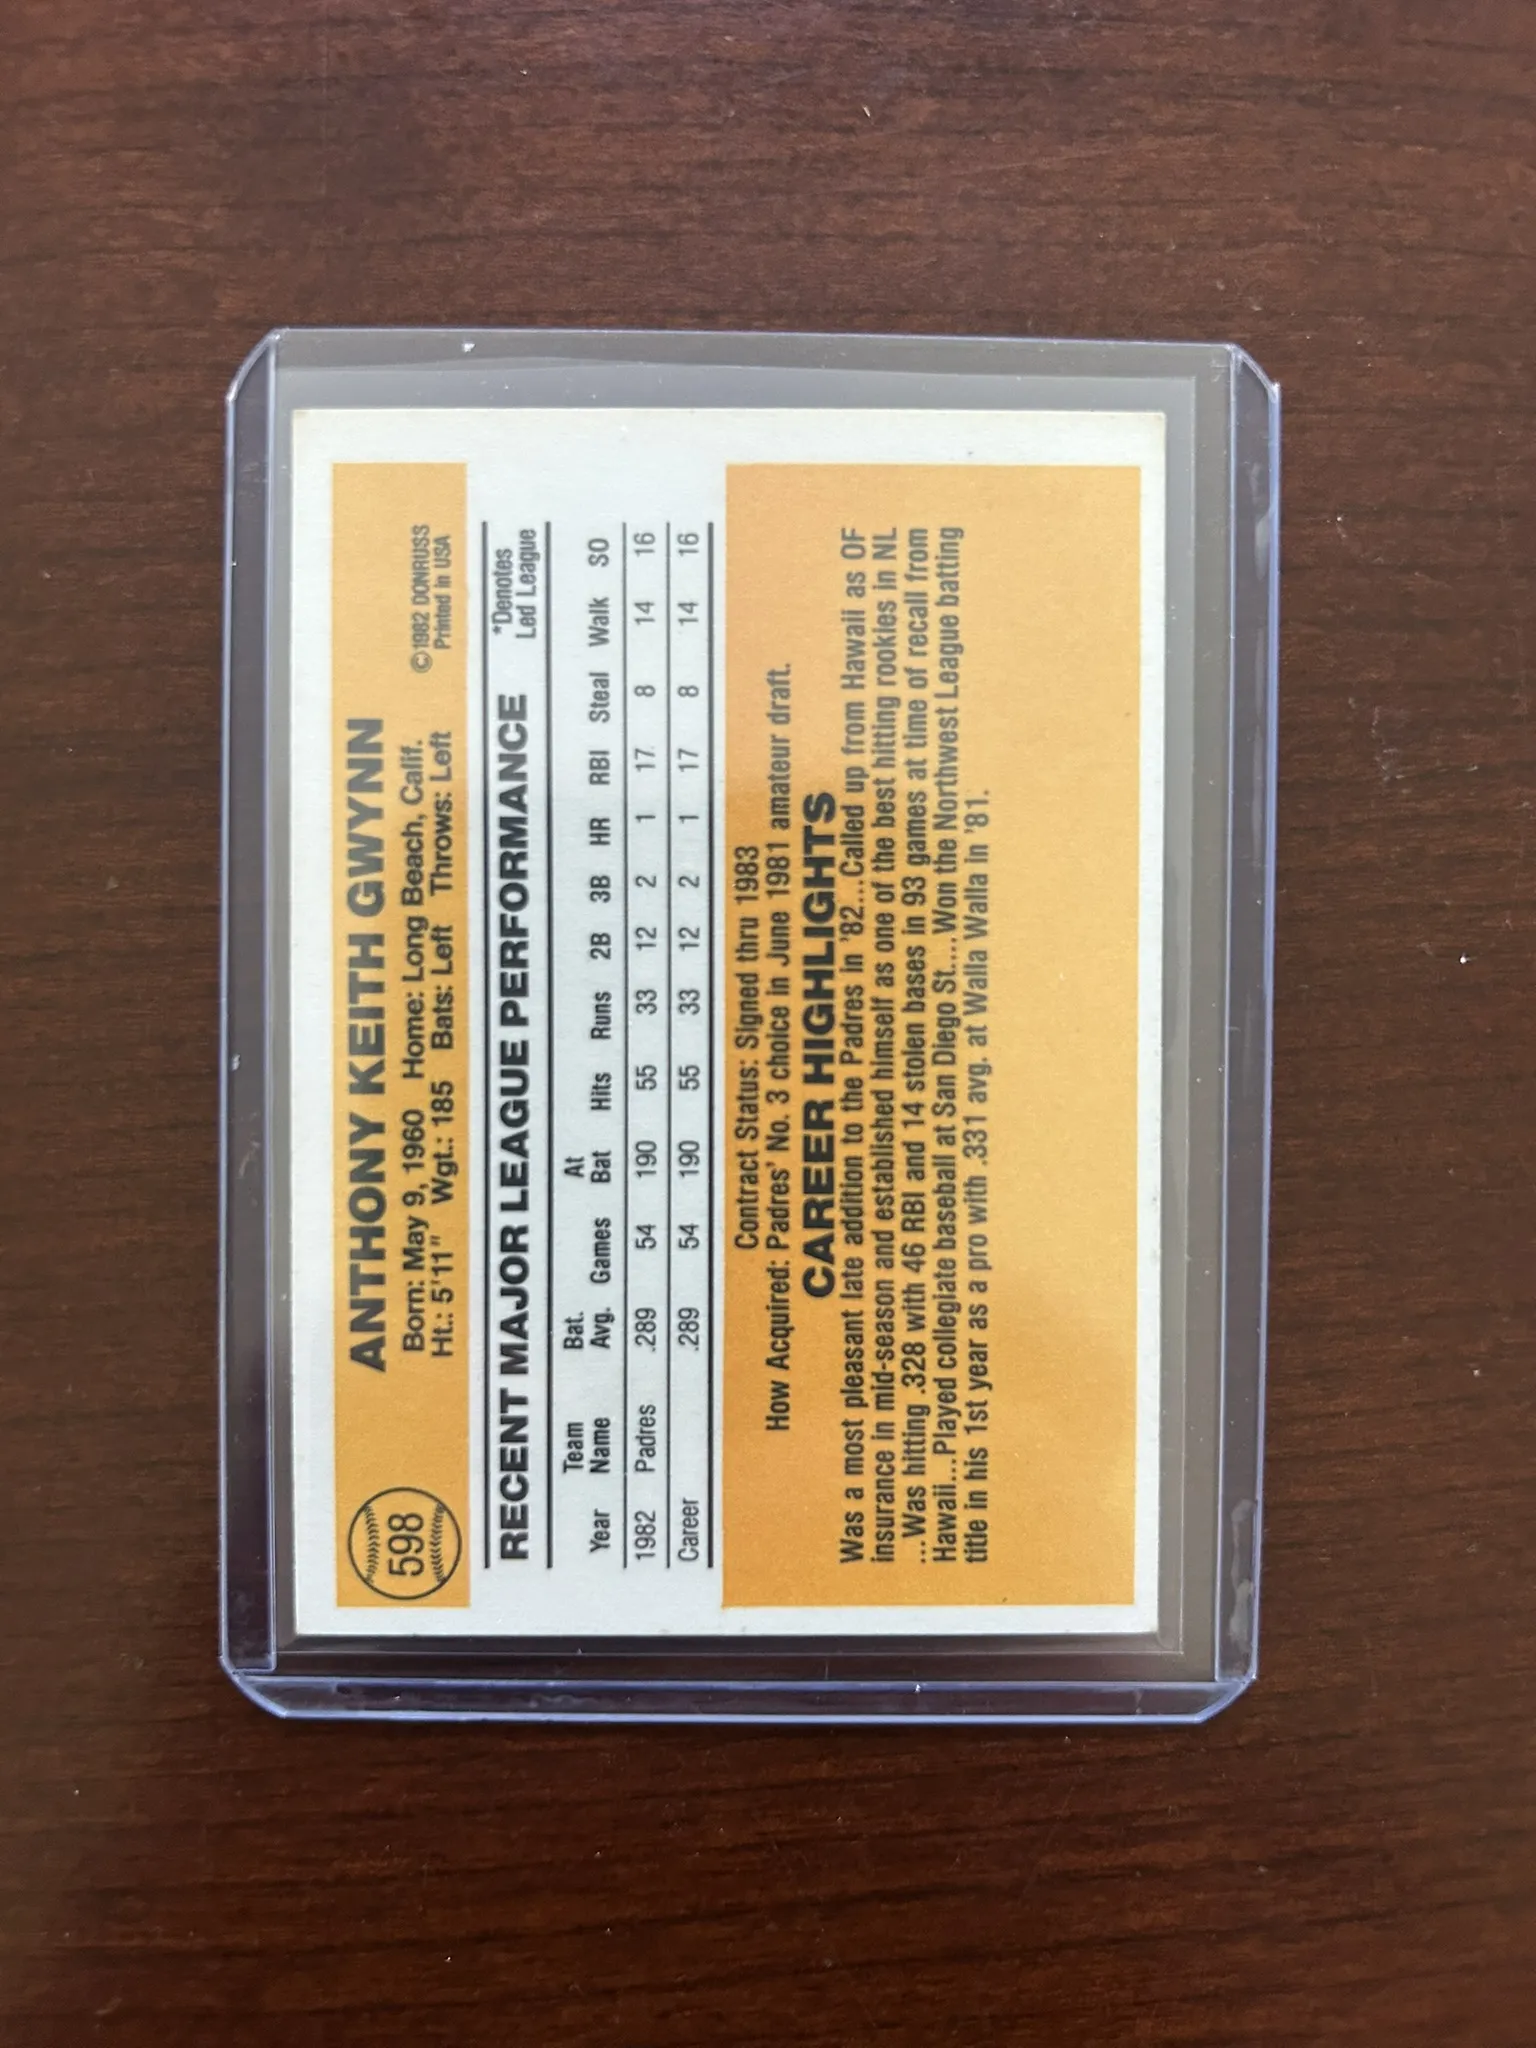 598
ANTHONY KEITH GWYNN
Born: May 9, 1960 Home: Long Beach, Calif.
Ht.: 5'11" Wgt.: 185 Bats: Left Throws: Left
©1982 DONRUSS
Printed in USA
RECENT MAJOR LEAGUE PERFORMANCE
*Denotes
Led League
Year Team Name Bat. Avg. Games At Bat Hits Runs 2B 3B HR RBI Steal Walk SO
1982 Padres .289 54 190 55 33 12 2 1 17 8 14 16
Career .289 54 190 55 33 12 2 1 17 8 14 16
Contract Status: Signed thru 1983
How Acquired: Padres' No. 3 choice in June 1981 amateur draft.
CAREER HIGHLIGHTS
Was a most pleasant late addition to the Padres in '82...Called up from Hawaii as OF
insurance in mid-season and established himself as one of the best hitting rookies in NL
...Was hitting .328 with 46 RBI and 14 stolen bases in 93 games at time of recall from
Hawaii...Played collegiate baseball at San Diego St....Won the Northwest League batting
title in his 1st year as a pro with .331 avg. at Walla Walla in '81.